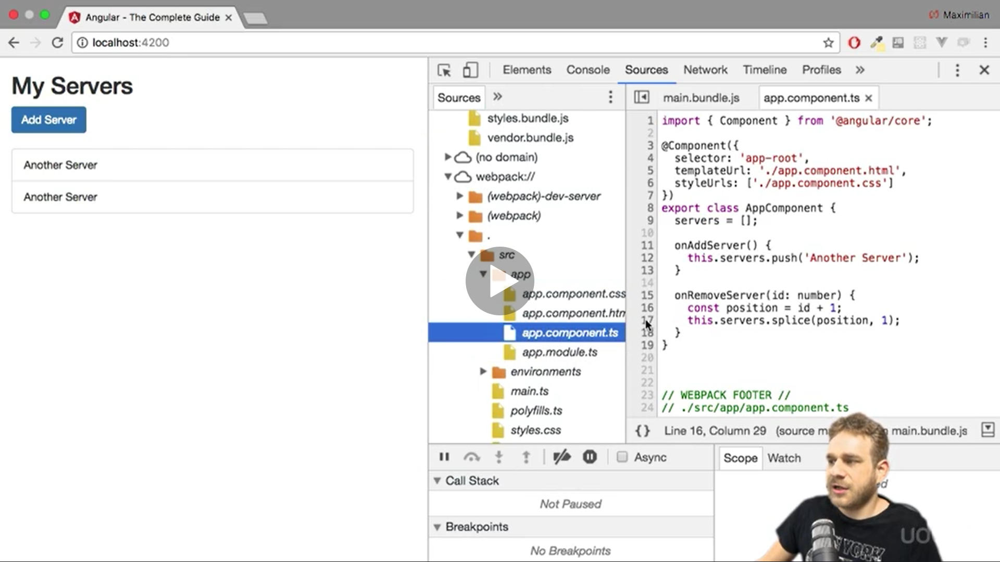 Angular - The Complete Guide
Maximilian
localhost:4200
My Servers
Add Server
Another Server
Another Server
Elements Console Sources Network Timeline Profiles »
Sources »
styles.bundle.js
vendor.bundle.js
(no domain)
webpack://
(webpack)-dev-server
(webpack)
.
src
app
app.component.css
app.component.htm
app.component.ts
app.module.ts
environments
main.ts
polyfills.ts
styles.css
main.bundle.js app.component.ts
1 import { Component } from '@angular/core';
2
3 @Component({
4 selector: 'app-root',
5 templateUrl: './app.component.html',
6 styleUrls: ['./app.component.css']
7 })
8 export class AppComponent {
9 servers = [];
10
11 onAddServer() {
12 this.servers.push('Another Server');
13 }
14
15 onRemoveServer(id: number) {
16 const position = id + 1;
17 this.servers.splice(position, 1);
18 }
19 }
20
21
22
23 // WEBPACK FOOTER //
24 // ./src/app/app.component.ts
{} Line 16, Column 29 (source main.bundle.js
Async
Call Stack
Not Paused
Breakpoints
No Breakpoints
Scope Watch
YORK